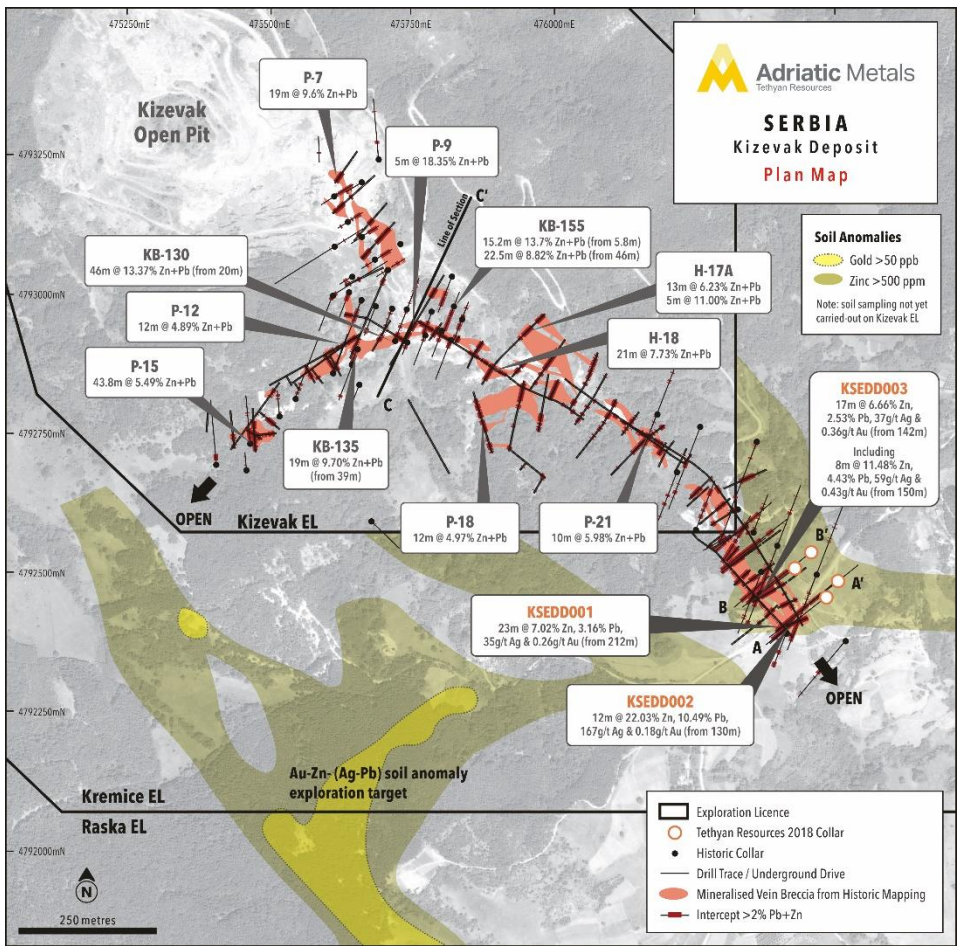 475250mE
473500mE
475750mE
476000mE
Adriatic Metals
Tethyan Resources
SERBIA
Kizevak Deposit
Plan Map
Kizevak
Open Pit
P-7
19m @ 9.6% Zn+Pb
4793250mN
P-9
5m @ 18.35% Zn+Pb
C'
Line of Section
KB-155
15.2m @ 13.7% Zn+Pb (from 5.8m)
22.5m @ 8.82% Zn+Pb (from 46m)
Soil Anomalies
Gold >50 ppb
Zinc >500 ppm
Note: soil sampling not yet
carried-out on Kizevak EL
KB-130
46m @ 13.37% Zn+Pb (from 20m)
H-17A
13m @ 6.23% Zn+Pb
5m @ 11.00% Zn+Pb
4793000mN
P-12
12m @ 4.89% Zn+Pb
H-18
21m @ 7.73% Zn+Pb
P-15
43.8m @ 5.49% Zn+Pb
C
KSEDD003
17m @ 6.66% Zn,
2.53% Pb, 37g/t Ag &
0.36g/t Au (from 142m)
Including
8m @ 11.48% Zn,
4.43% Pb, 59g/t Ag &
0.43g/t Au (from 150m)
4792750mN
KB-135
19m @ 9.70% Zn+Pb
(from 39m)
OPEN
Kizevak EL
P-18
12m @ 4.97% Zn+Pb
P-21
10m @ 5.98% Zn+Pb
B'
4792500mN
A'
B
KSEDD001
23m @ 7.02% Zn, 3.16% Pb,
35g/t Ag & 0.26g/t Au (from 212m)
A
OPEN
KSEDD002
12m @ 22.03% Zn, 10.49% Pb,
167g/t Ag & 0.18g/t Au (from 130m)
4792250mN
Au-Zn- (Ag-Pb) soil anomaly
exploration target
Kremice EL
Raska EL
4792000mN
N
250 metres
Exploration Licence
Tethyan Resources 2018 Collar
Historic Collar
Drill Trace / Underground Drive
Mineralised Vein Breccia from Historic Mapping
Intercept >2% Pb+Zn